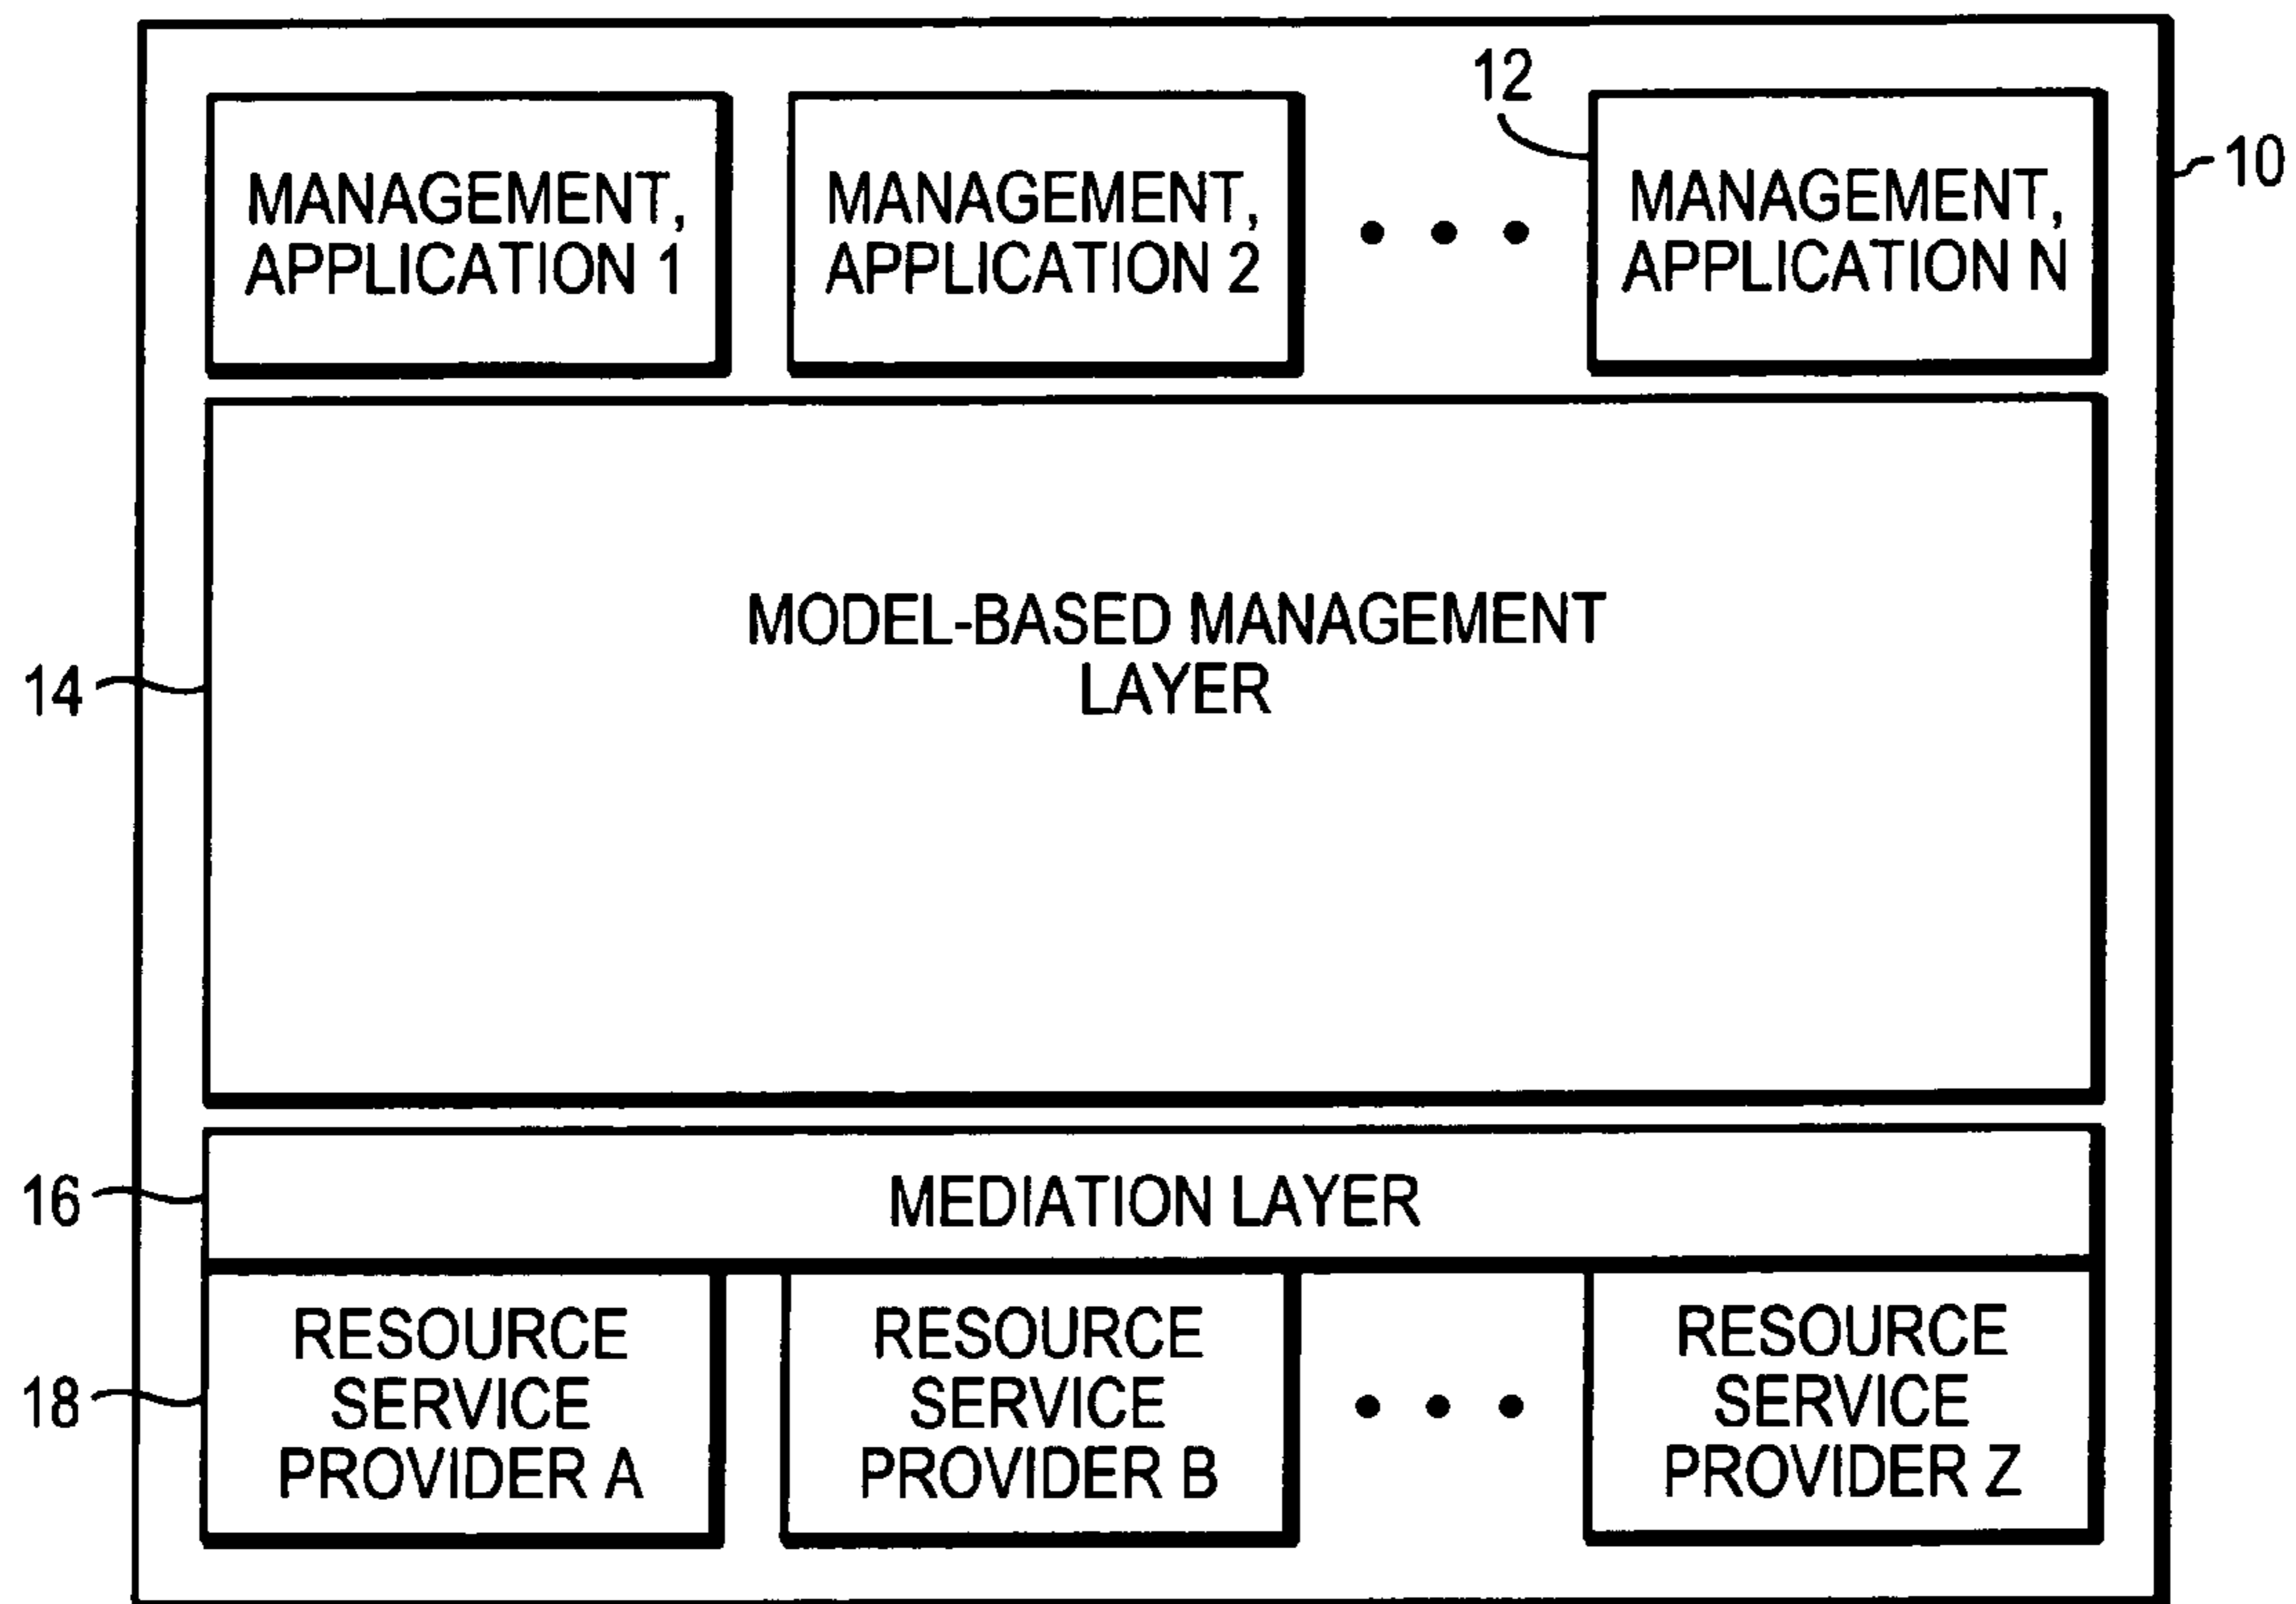 12
10
MANAGEMENT,
APPLICATION 1
MANAGEMENT,
APPLICATION 2
MANAGEMENT,
APPLICATION N
MODEL-BASED MANAGEMENT
LAYER
14
16
MEDIATION LAYER
18
RESOURCE
SERVICE
PROVIDER A
RESOURCE
SERVICE
PROVIDER B
RESOURCE
SERVICE
PROVIDER Z